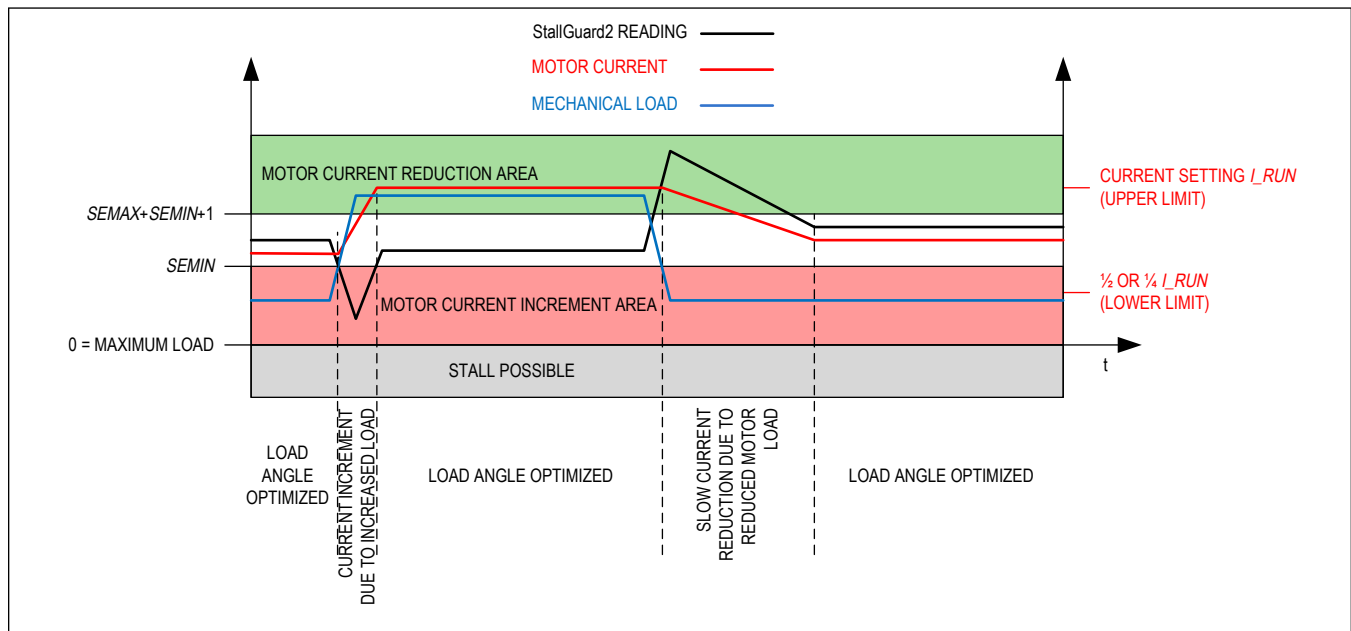 StallGuard2 READING
MOTOR CURRENT
MECHANICAL LOAD
MOTOR CURRENT REDUCTION AREA
CURRENT SETTING I_RUN
(UPPER LIMIT)
SEMAX+SEMIN+1
SEMIN
½ OR ¼ I_RUN
(LOWER LIMIT)
MOTOR CURRENT INCREMENT AREA
0 = MAXIMUM LOAD
t
STALL POSSIBLE
LOAD
ANGLE
OPTIMIZED
CURRENT INCREMENT
DUE TO INCREASED LOAD
LOAD ANGLE OPTIMIZED
SLOW CURRENT
REDUCTION DUE TO
REDUCED MOTOR
LOAD
LOAD ANGLE OPTIMIZED